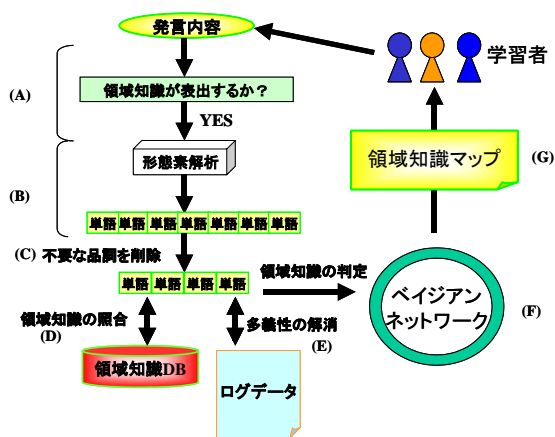 発言内容
学習者
(A)
領域知識が表出するか？
YES
形態素解析
領域知識マップ
(G)
(B)
単語 単語 単語 単語 単語 単語 単語
(C) 不要な品詞を削除
単語 単語 単語 単語
領域知識の判定
ベイジアン
ネットワーク
(F)
領域知識の照合
(D)
多義性の解消
(E)
領域知識DB
ログデータ